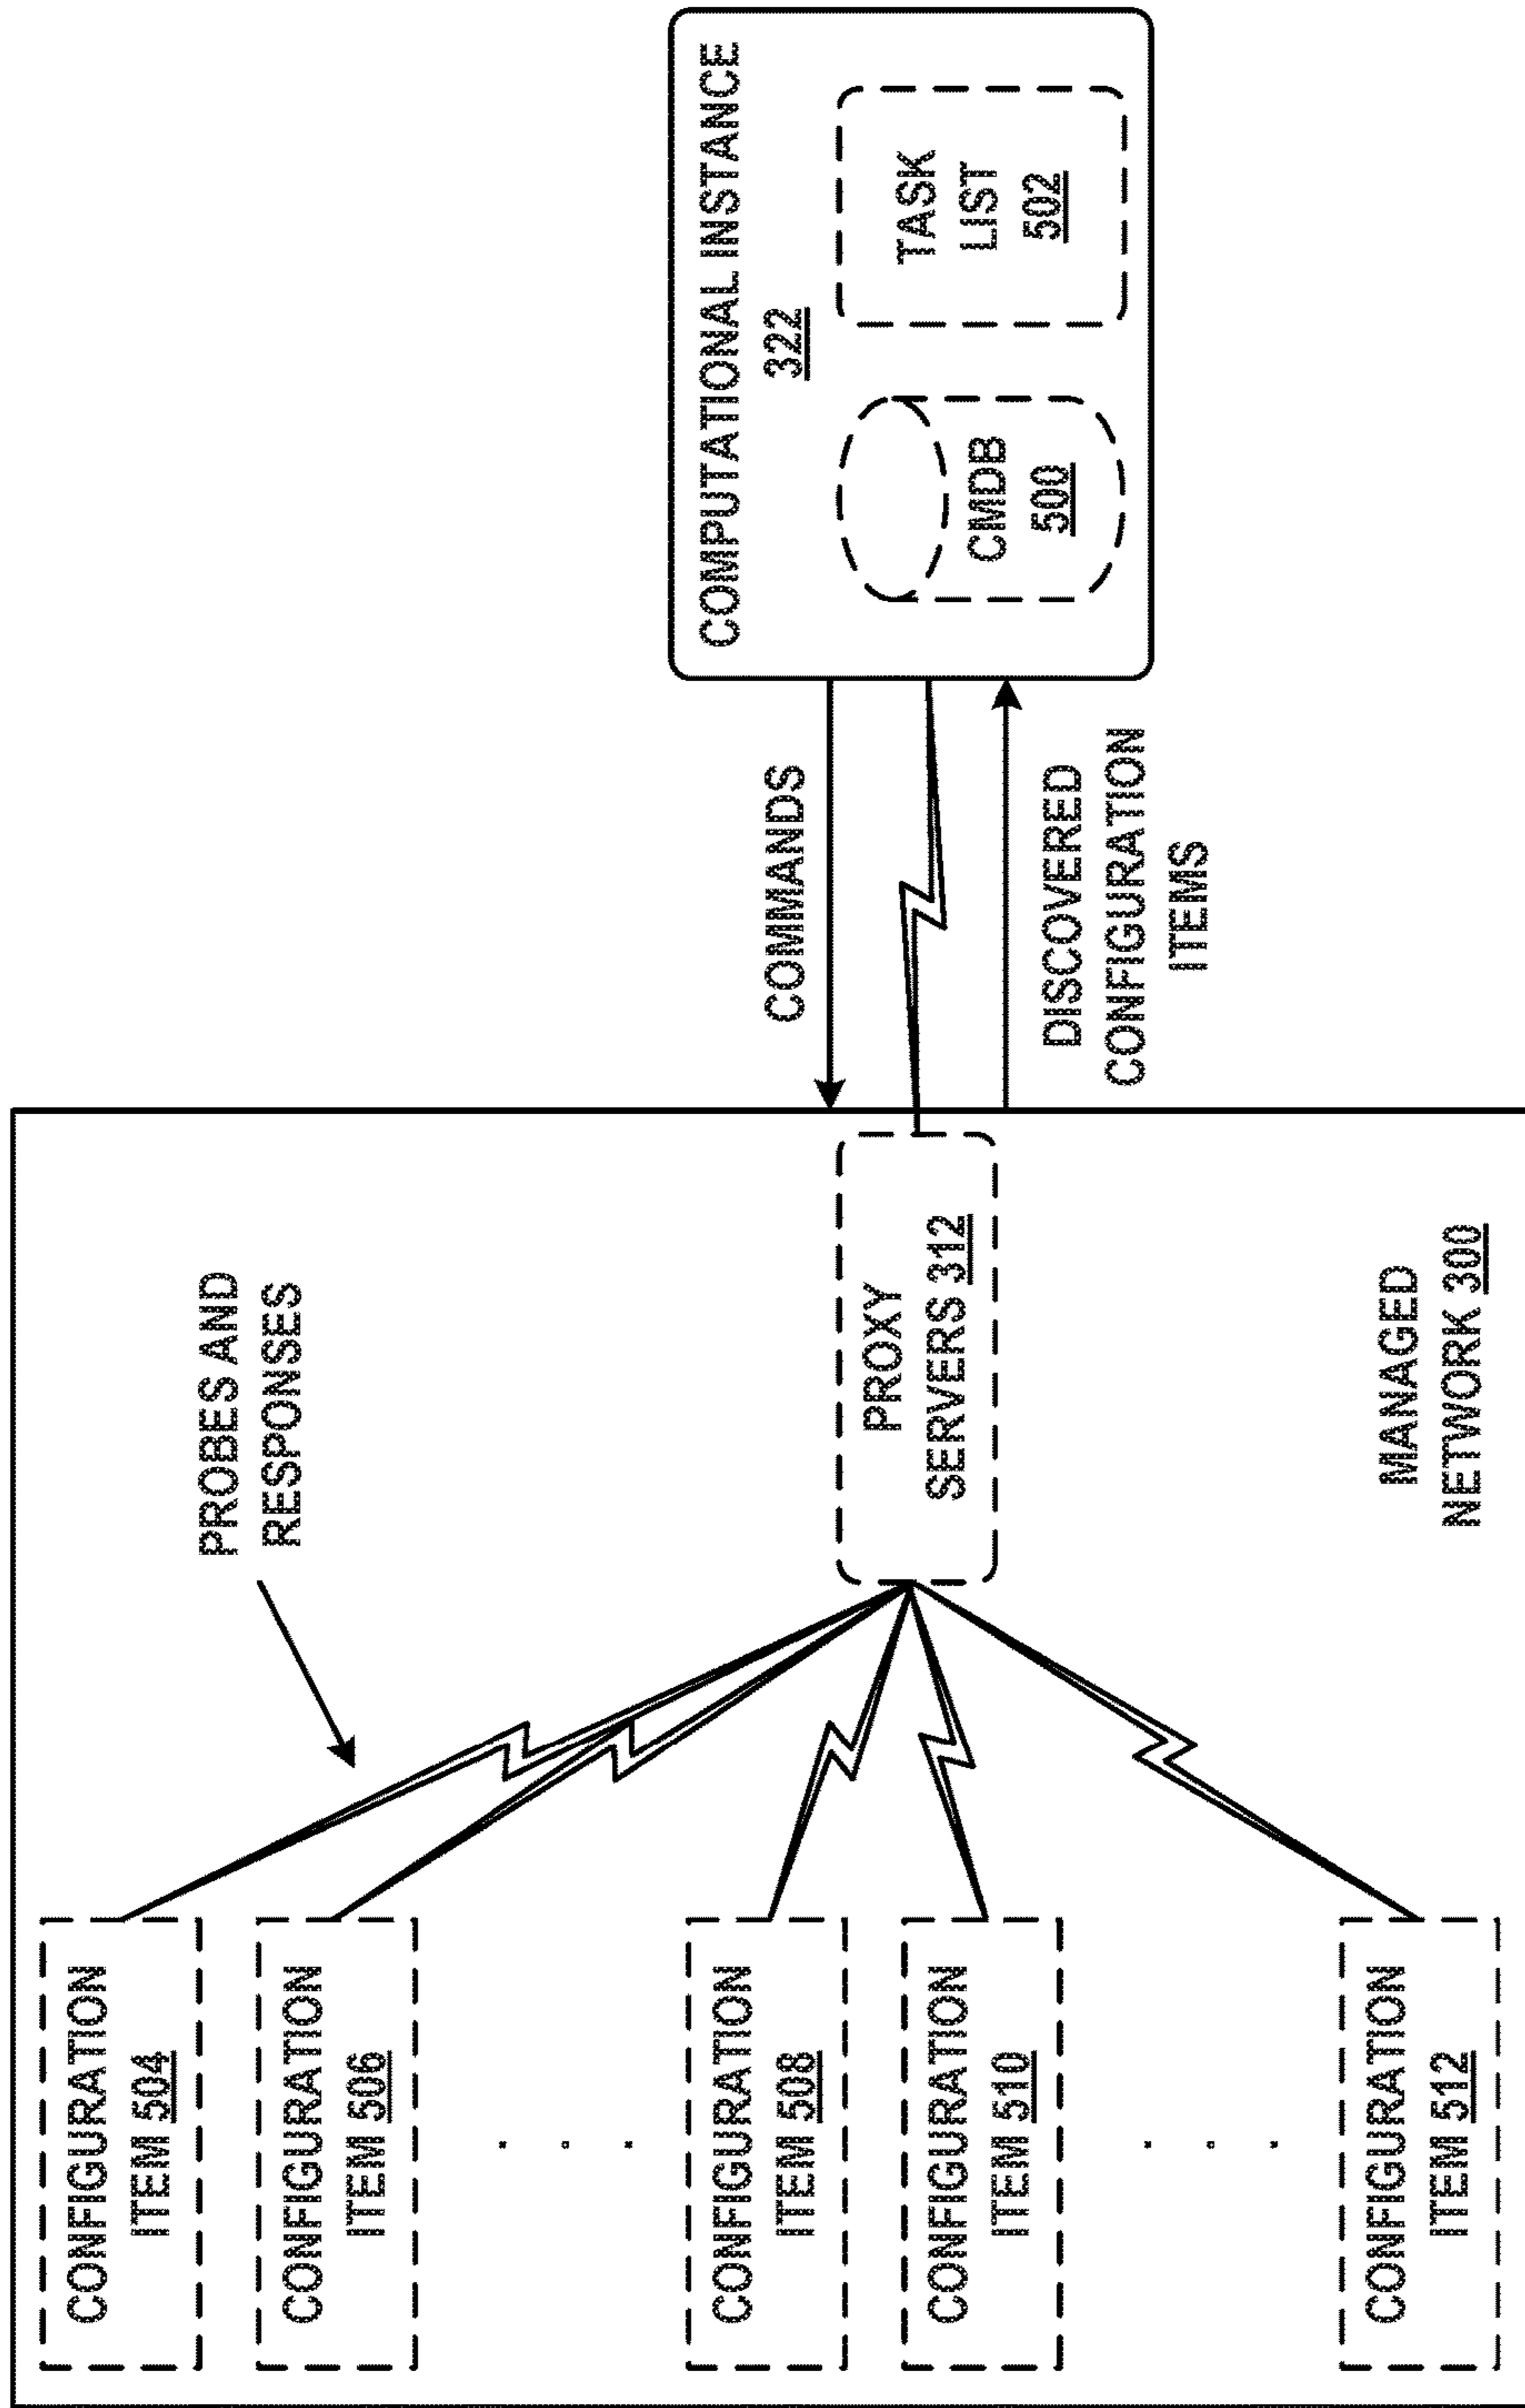 CONFIGURATION
ITEM 504
CONFIGURATION
ITEM 506
CONFIGURATION
ITEM 508
CONFIGURATION
ITEM 510
CONFIGURATION
ITEM 512
PROBES AND
RESPONSES
PROXY
SERVERS 312
MANAGED
NETWORK 300
COMMANDS
DISCOVERED
CONFIGURATION
ITEMS
COMPUTATIONAL INSTANCE
322
CMDB
500
TASK
LIST
502